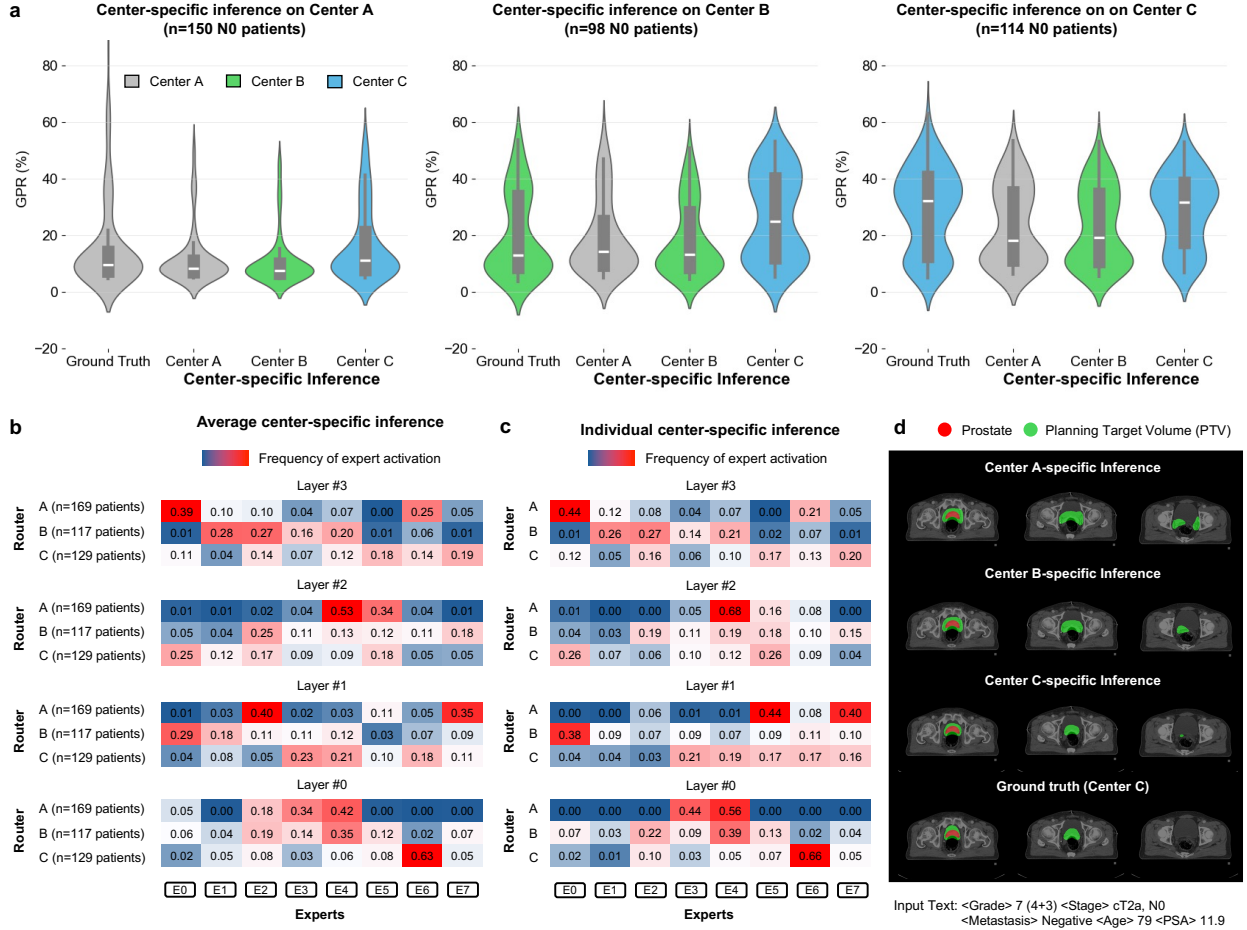 a
Center-specific inference on Center A
(n=150 N0 patients)
Center-specific inference on Center B
(n=98 N0 patients)
Center-specific inference on on Center C
(n=114 N0 patients)
Center A
Center B
Center C
GPR (%)
80
60
40
20
0
−20
Ground Truth
Center A
Center B
Center C
Center-specific Inference
GPR (%)
80
60
40
20
0
−20
Ground Truth
Center A
Center B
Center C
Center-specific Inference
GPR (%)
80
60
40
20
0
−20
Ground Truth
Center A
Center B
Center C
Center-specific Inference
b
Average center-specific inference
Frequency of expert activation
Layer #3
Router
A (n=169 patients) 0.39 0.10 0.10 0.04 0.07 0.00 0.25 0.05
B (n=117 patients) 0.01 0.28 0.27 0.16 0.20 0.01 0.06 0.01
C (n=129 patients) 0.11 0.04 0.14 0.07 0.12 0.18 0.14 0.19
Layer #2
Router
A (n=169 patients) 0.01 0.01 0.02 0.04 0.53 0.34 0.04 0.01
B (n=117 patients) 0.05 0.04 0.25 0.11 0.13 0.12 0.11 0.18
C (n=129 patients) 0.25 0.12 0.17 0.09 0.09 0.18 0.05 0.05
Layer #1
Router
A (n=169 patients) 0.01 0.03 0.40 0.02 0.03 0.11 0.05 0.35
B (n=117 patients) 0.29 0.18 0.11 0.11 0.12 0.03 0.07 0.09
C (n=129 patients) 0.04 0.08 0.05 0.23 0.21 0.10 0.18 0.11
Layer #0
Router
A (n=169 patients) 0.05 0.00 0.18 0.34 0.42 0.00 0.00 0.00
B (n=117 patients) 0.06 0.04 0.19 0.14 0.35 0.12 0.02 0.07
C (n=129 patients) 0.02 0.05 0.08 0.03 0.06 0.08 0.63 0.05
E0 E1 E2 E3 E4 E5 E6 E7
Experts
c
Individual center-specific inference
Frequency of expert activation
Layer #3
Router
A 0.44 0.12 0.08 0.04 0.07 0.00 0.21 0.05
B 0.01 0.26 0.27 0.14 0.21 0.02 0.07 0.01
C 0.12 0.05 0.16 0.06 0.10 0.17 0.13 0.20
Layer #2
Router
A 0.01 0.00 0.00 0.05 0.68 0.16 0.08 0.00
B 0.04 0.03 0.19 0.11 0.19 0.18 0.10 0.15
C 0.26 0.07 0.06 0.10 0.12 0.26 0.09 0.04
Layer #1
Router
A 0.00 0.00 0.06 0.01 0.01 0.44 0.08 0.40
B 0.38 0.09 0.07 0.09 0.07 0.09 0.11 0.10
C 0.04 0.04 0.03 0.21 0.19 0.17 0.17 0.16
Layer #0
Router
A 0.00 0.00 0.00 0.44 0.56 0.00 0.00 0.00
B 0.07 0.03 0.22 0.09 0.39 0.13 0.02 0.04
C 0.02 0.01 0.10 0.03 0.05 0.07 0.66 0.05
E0 E1 E2 E3 E4 E5 E6 E7
Experts
d
Prostate
Planning Target Volume (PTV)
Center A-specific Inference
Center B-specific Inference
Center C-specific Inference
Ground truth (Center C)
Input Text: <Grade> 7 (4+3) <Stage> cT2a, N0
<Metastasis> Negative <Age> 79 <PSA> 11.9